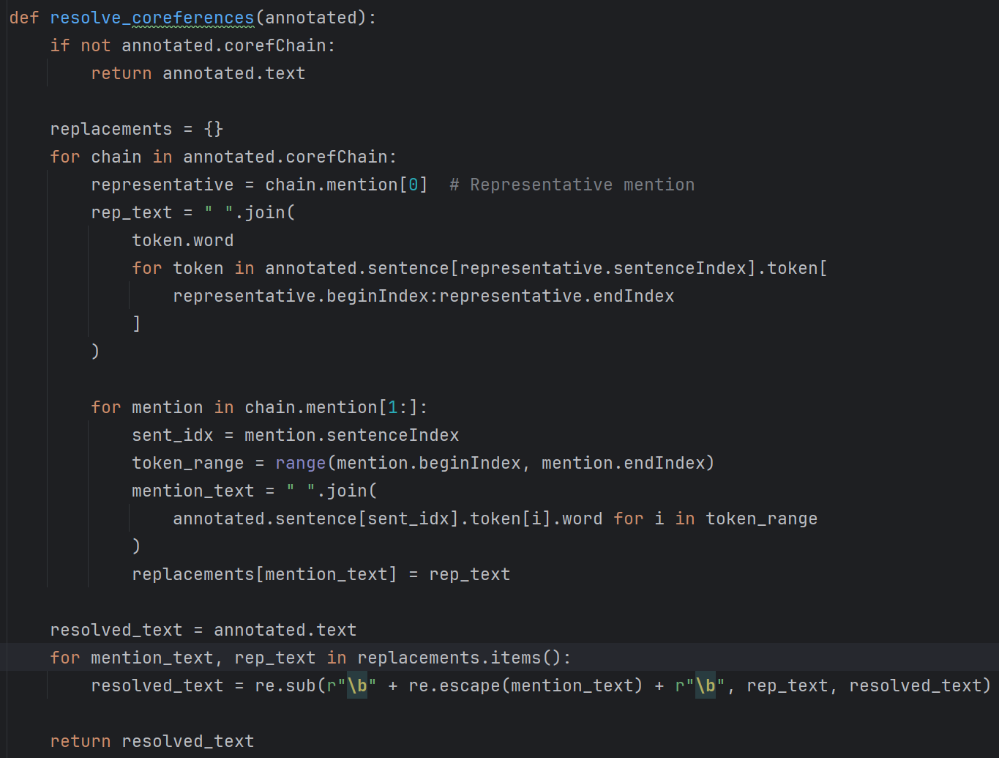 def resolve_coreferences(annotated):
    if not annotated.corefChain:
        return annotated.text

    replacements = {}
    for chain in annotated.corefChain:
        representative = chain.mention[0]  # Representative mention
        rep_text = " ".join(
            token.word
            for token in annotated.sentence[representative.sentenceIndex].token[
                representative.beginIndex:representative.endIndex
            ]
        )

        for mention in chain.mention[1:]:
            sent_idx = mention.sentenceIndex
            token_range = range(mention.beginIndex, mention.endIndex)
            mention_text = " ".join(
                annotated.sentence[sent_idx].token[i].word for i in token_range
            )
            replacements[mention_text] = rep_text

    resolved_text = annotated.text
    for mention_text, rep_text in replacements.items():
        resolved_text = re.sub(r"\b" + re.escape(mention_text) + r"\b", rep_text, resolved_text)

    return resolved_text